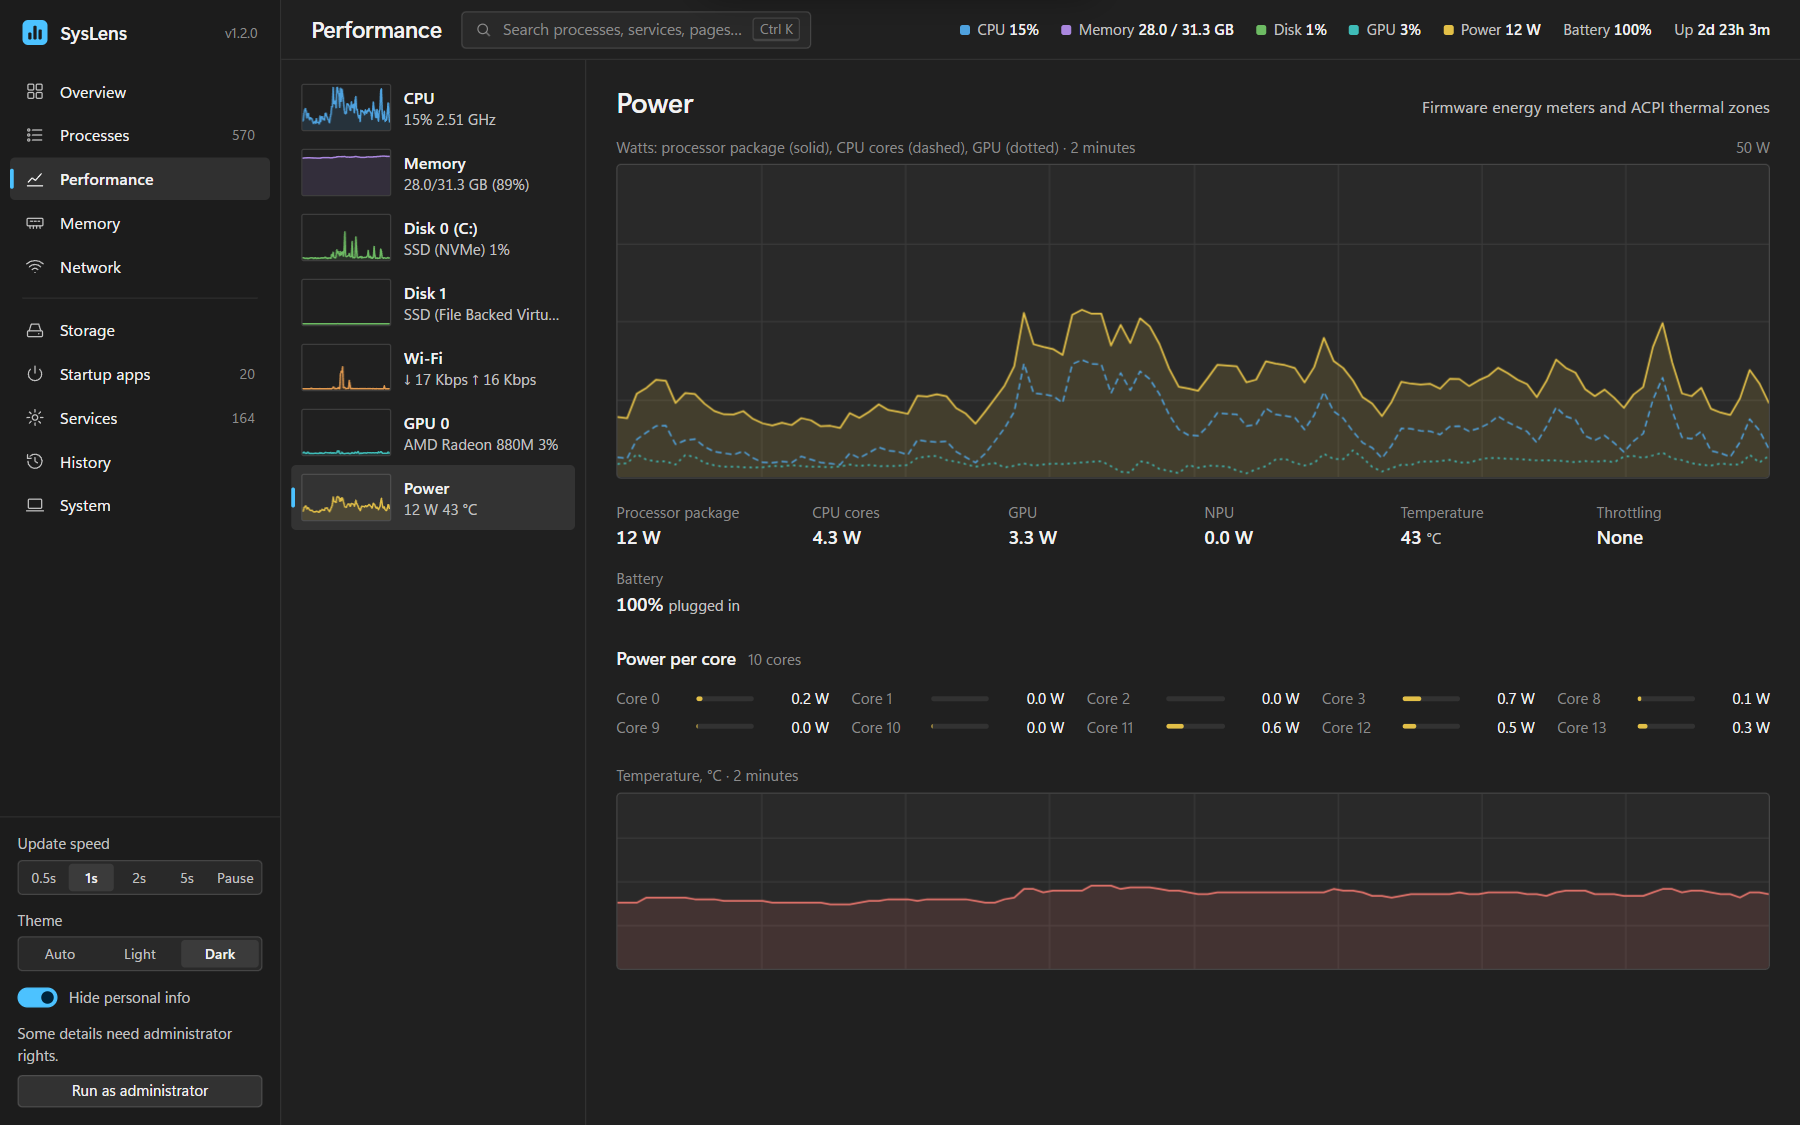 SysLens v1.2.0
Overview
Processes 570
Performance
Memory
Network
Storage
Startup apps 20
Services 164
History
System
Update speed
0.5s 1s 2s 5s Pause
Theme
Auto Light Dark
Hide personal info
Some details need administrator
rights.
Run as administrator
Performance
Search processes, services, pages... Ctrl K
CPU 15% Memory 28.0 / 31.3 GB Disk 1% GPU 3% Power 12 W Battery 100% Up 2d 23h 3m
CPU
15% 2.51 GHz
Memory
28.0/31.3 GB (89%)
Disk 0 (C:)
SSD (NVMe) 1%
Disk 1
SSD (File Backed Virtu...
Wi-Fi
↓ 17 Kbps ↑ 16 Kbps
GPU 0
AMD Radeon 880M 3%
Power
12 W 43 °C
Power
Firmware energy meters and ACPI thermal zones
Watts: processor package (solid), CPU cores (dashed), GPU (dotted) · 2 minutes 50 W
Processor package CPU cores GPU NPU Temperature Throttling
12 W 4.3 W 3.3 W 0.0 W 43 °C None
Battery
100% plugged in
Power per core 10 cores
Core 0 0.2 W Core 1 0.0 W Core 2 0.0 W Core 3 0.7 W Core 8 0.1 W
Core 9 0.0 W Core 10 0.0 W Core 11 0.6 W Core 12 0.5 W Core 13 0.3 W
Temperature, °C · 2 minutes